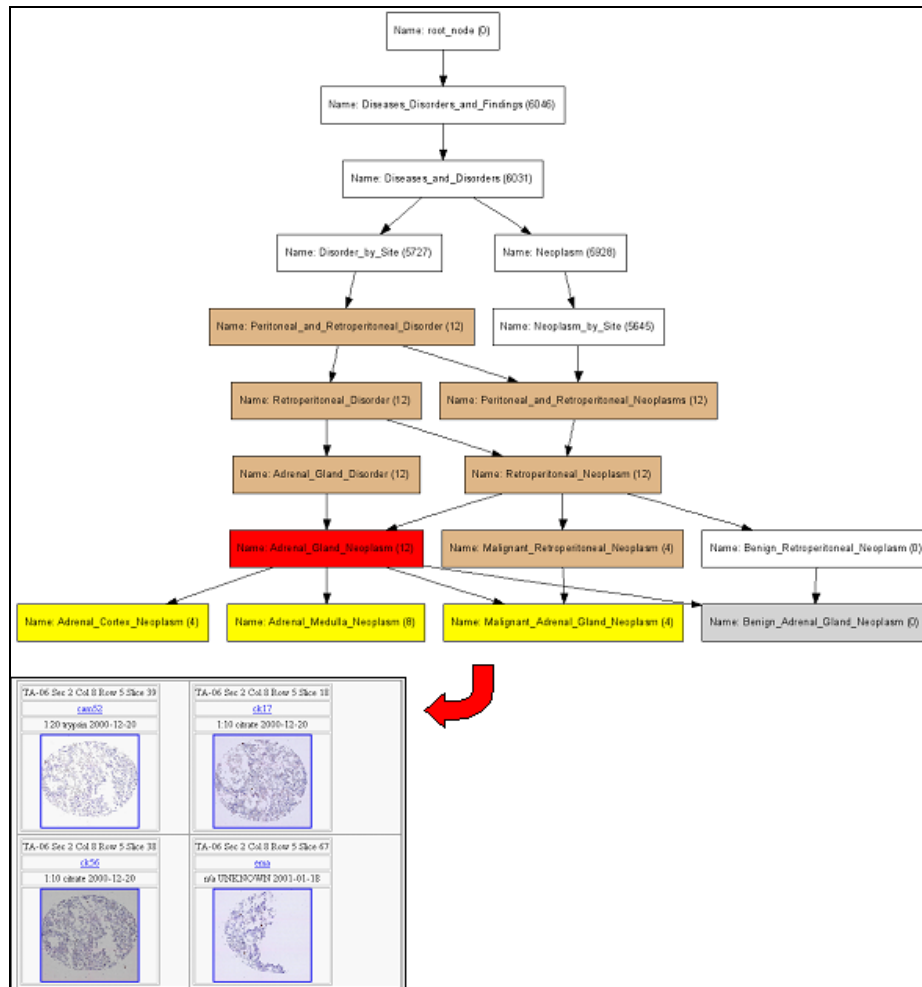 Name: root_node (0)
Name: Diseases_Disorders_and_Findings (6046)
Name: Diseases_and_Disorders (6031)
Name: Disorder_by_Site (5727)
Name: Neoplasm (5928)
Name: Peritoneal_and_Retroperitoneal_Disorder (12)
Name: Neoplasm_by_Site (5645)
Name: Retroperitoneal_Disorder (12)
Name: Peritoneal_and_Retroperitoneal_Neoplasms (12)
Name: Adrenal_Gland_Disorder (12)
Name: Retroperitoneal_Neoplasm (12)
Name: Adrenal_Gland_Neoplasm (12)
Name: Malignant_Retroperitoneal_Neoplasm (4)
Name: Benign_Retroperitoneal_Neoplasm (0)
Name: Adrenal_Cortex_Neoplasm (4)
Name: Adrenal_Medulla_Neoplasm (8)
Name: Malignant_Adrenal_Gland_Neoplasm (4)
Name: Benign_Adrenal_Gland_Neoplasm (0)
TA-06 Sec 2 Col 8 Row 5 Slice 39
cam52
1:20 trypsin 2000-12-20
TA-06 Sec 2 Col 8 Row 5 Slice 18
ck17
1:10 citrate 2000-12-20
TA-06 Sec 2 Col 8 Row 5 Slice 38
ck56
1:10 citrate 2000-12-20
TA-06 Sec 2 Col 8 Row 5 Slice 67
ema
n/a UNKNOWN 2001-01-18